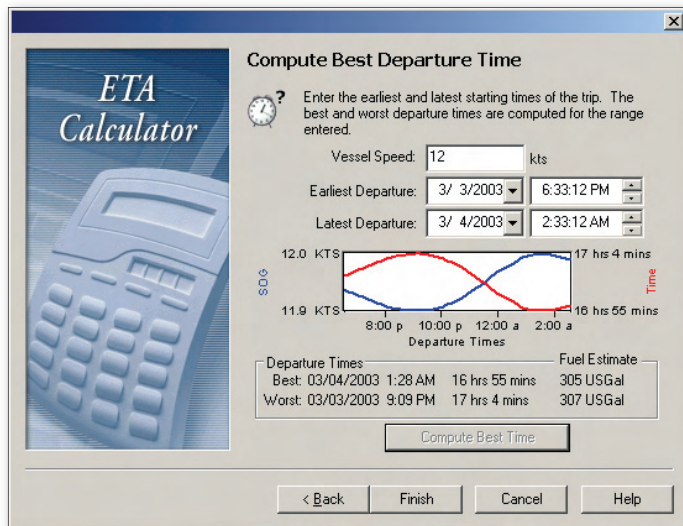 ETA
Calculator
Compute Best Departure Time
?
Enter the earliest and latest starting times of the trip. The
best and worst departure times are computed for the range
entered.
Vessel Speed: 12 kts
Earliest Departure: 3/ 3/2003 6:33:12 PM
Latest Departure: 3/ 4/2003 2:33:12 AM
12.0 KTS 17 hrs 4 mins
SOG Time
11.9 KTS 16 hrs 55 mins
8:00 p 10:00 p 12:00 a 2:00 a
Departure Times
Departure Times Fuel Estimate
Best: 03/04/2003 1:28 AM 16 hrs 55 mins 305 USGal
Worst: 03/03/2003 9:09 PM 17 hrs 4 mins 307 USGal
Compute Best Time
< Back Finish Cancel Help